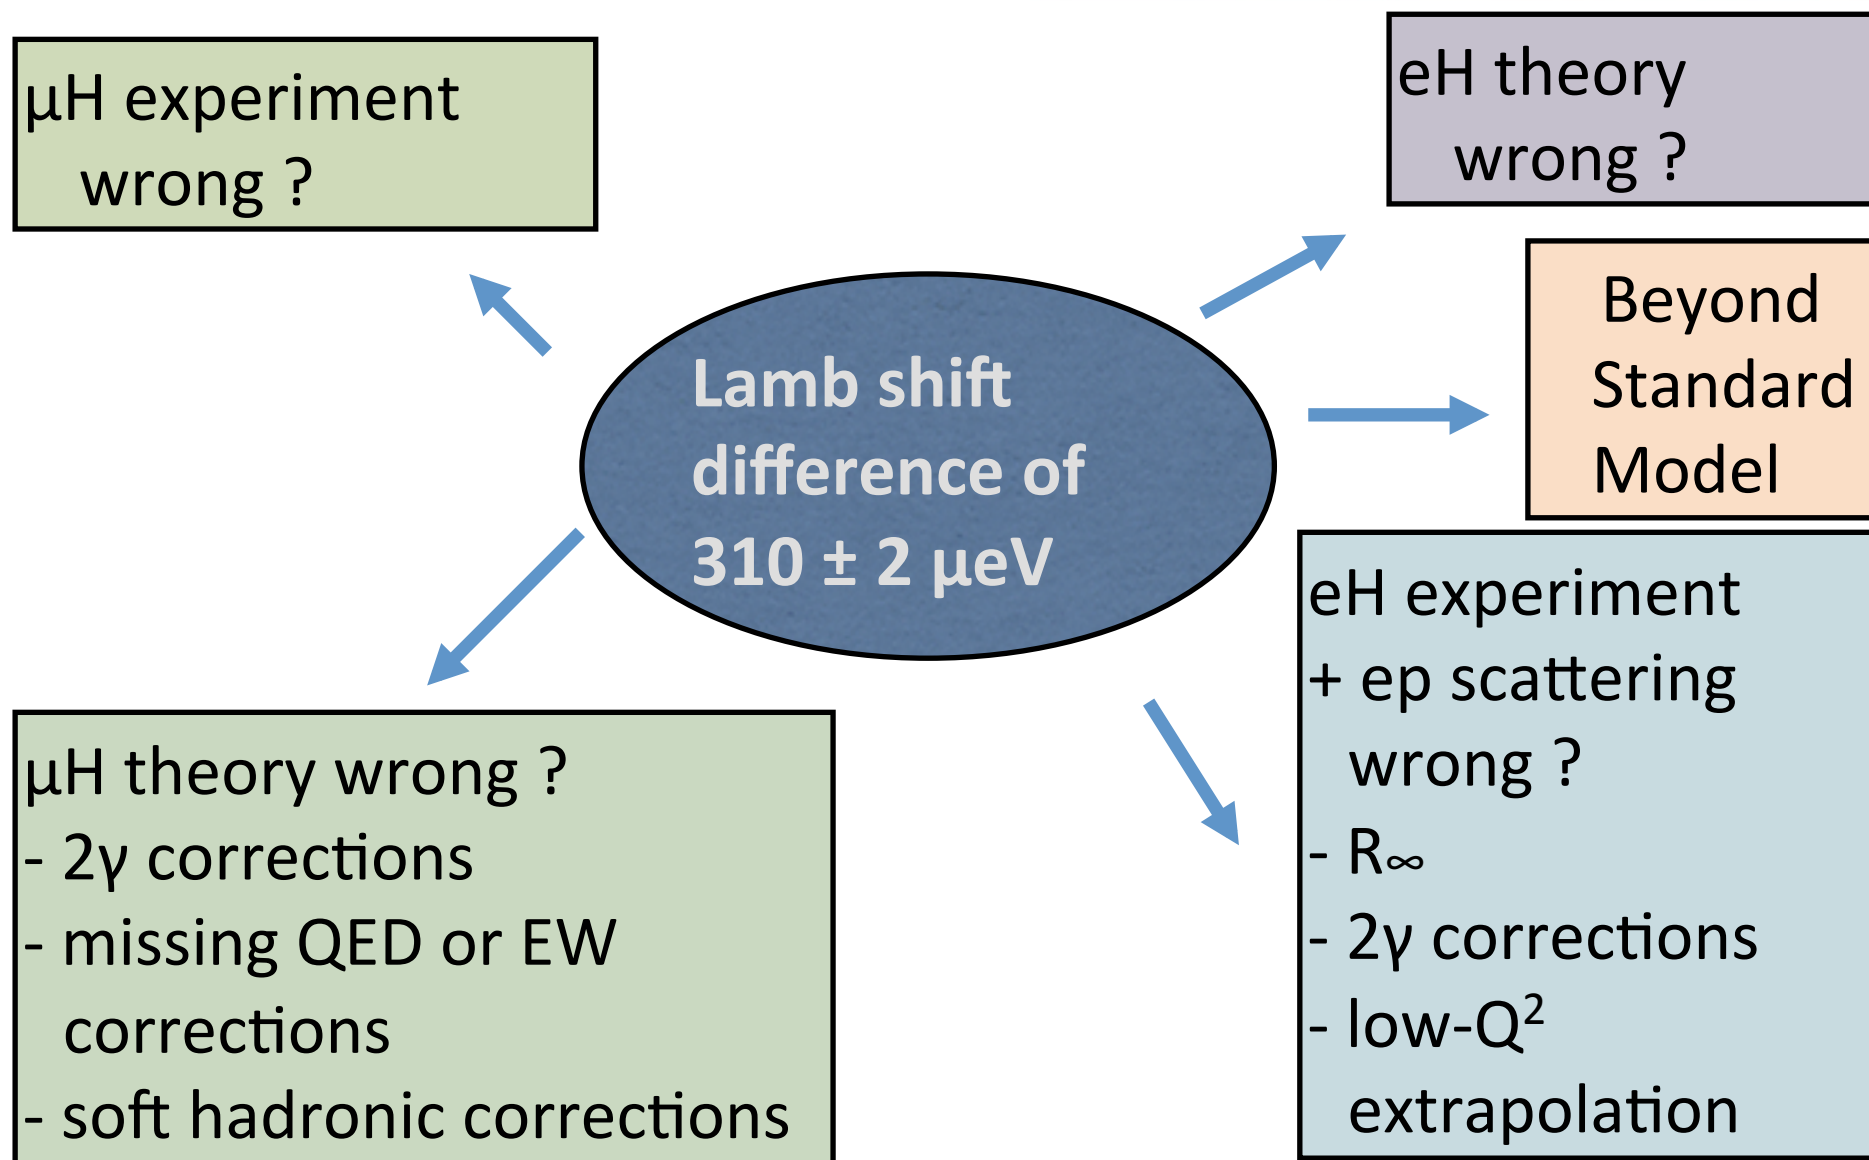 μH experiment
wrong ?
eH theory
wrong ?
Beyond
Standard
Model
Lamb shift
difference of
310 ± 2 μeV
μH theory wrong ?
- 2γ corrections
- missing QED or EW
corrections
- soft hadronic corrections
eH experiment
+ ep scattering
wrong ?
- R∞
- 2γ corrections
- low-Q²
extrapolation